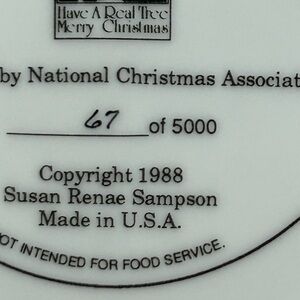 Have A Real Tree
Merry Christmas
by National Christmas Associat
67 of 5000
Copyright 1988
Susan Renae Sampson
Made in U.S.A.
OT INTENDED FOR FOOD SERVICE.